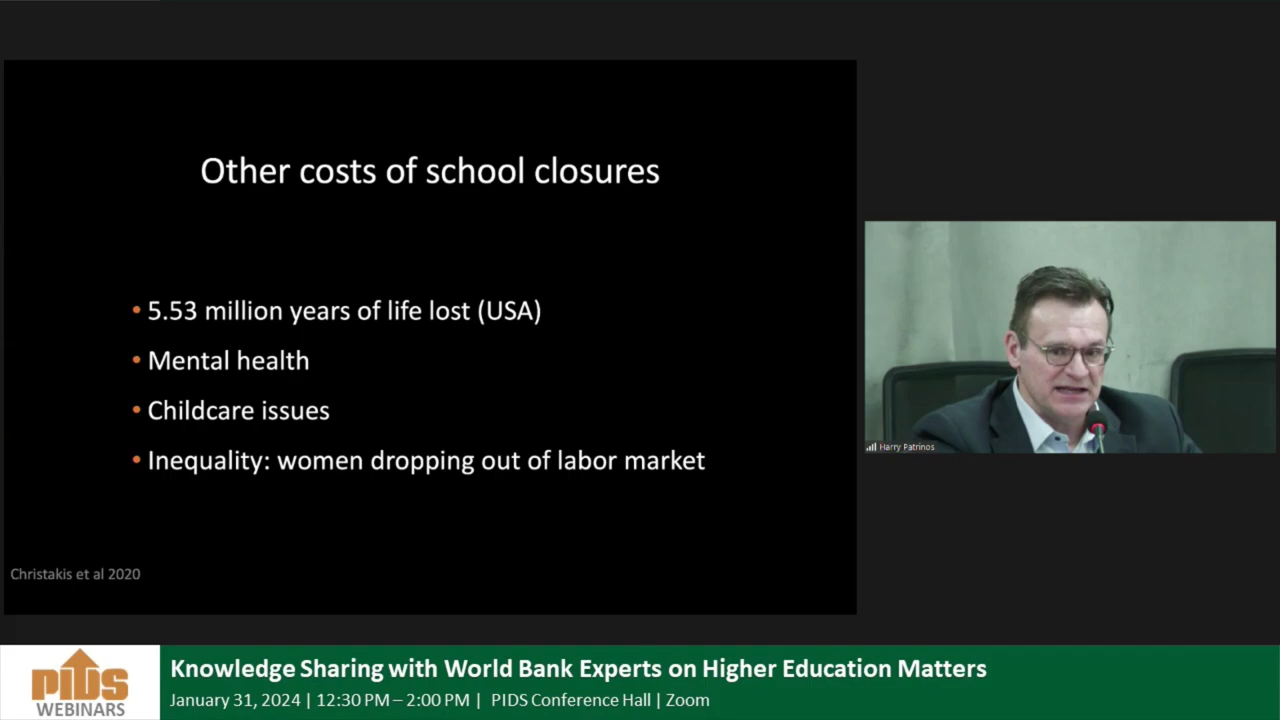 Other costs of school closures
• 5.53 million years of life lost (USA)
• Mental health
• Childcare issues
• Inequality: women dropping out of labor market
Christakis et al 2020
Harry Patrinos
PIDS
WEBINARS
Knowledge Sharing with World Bank Experts on Higher Education Matters
January 31, 2024 | 12:30 PM – 2:00 PM | PIDS Conference Hall | Zoom